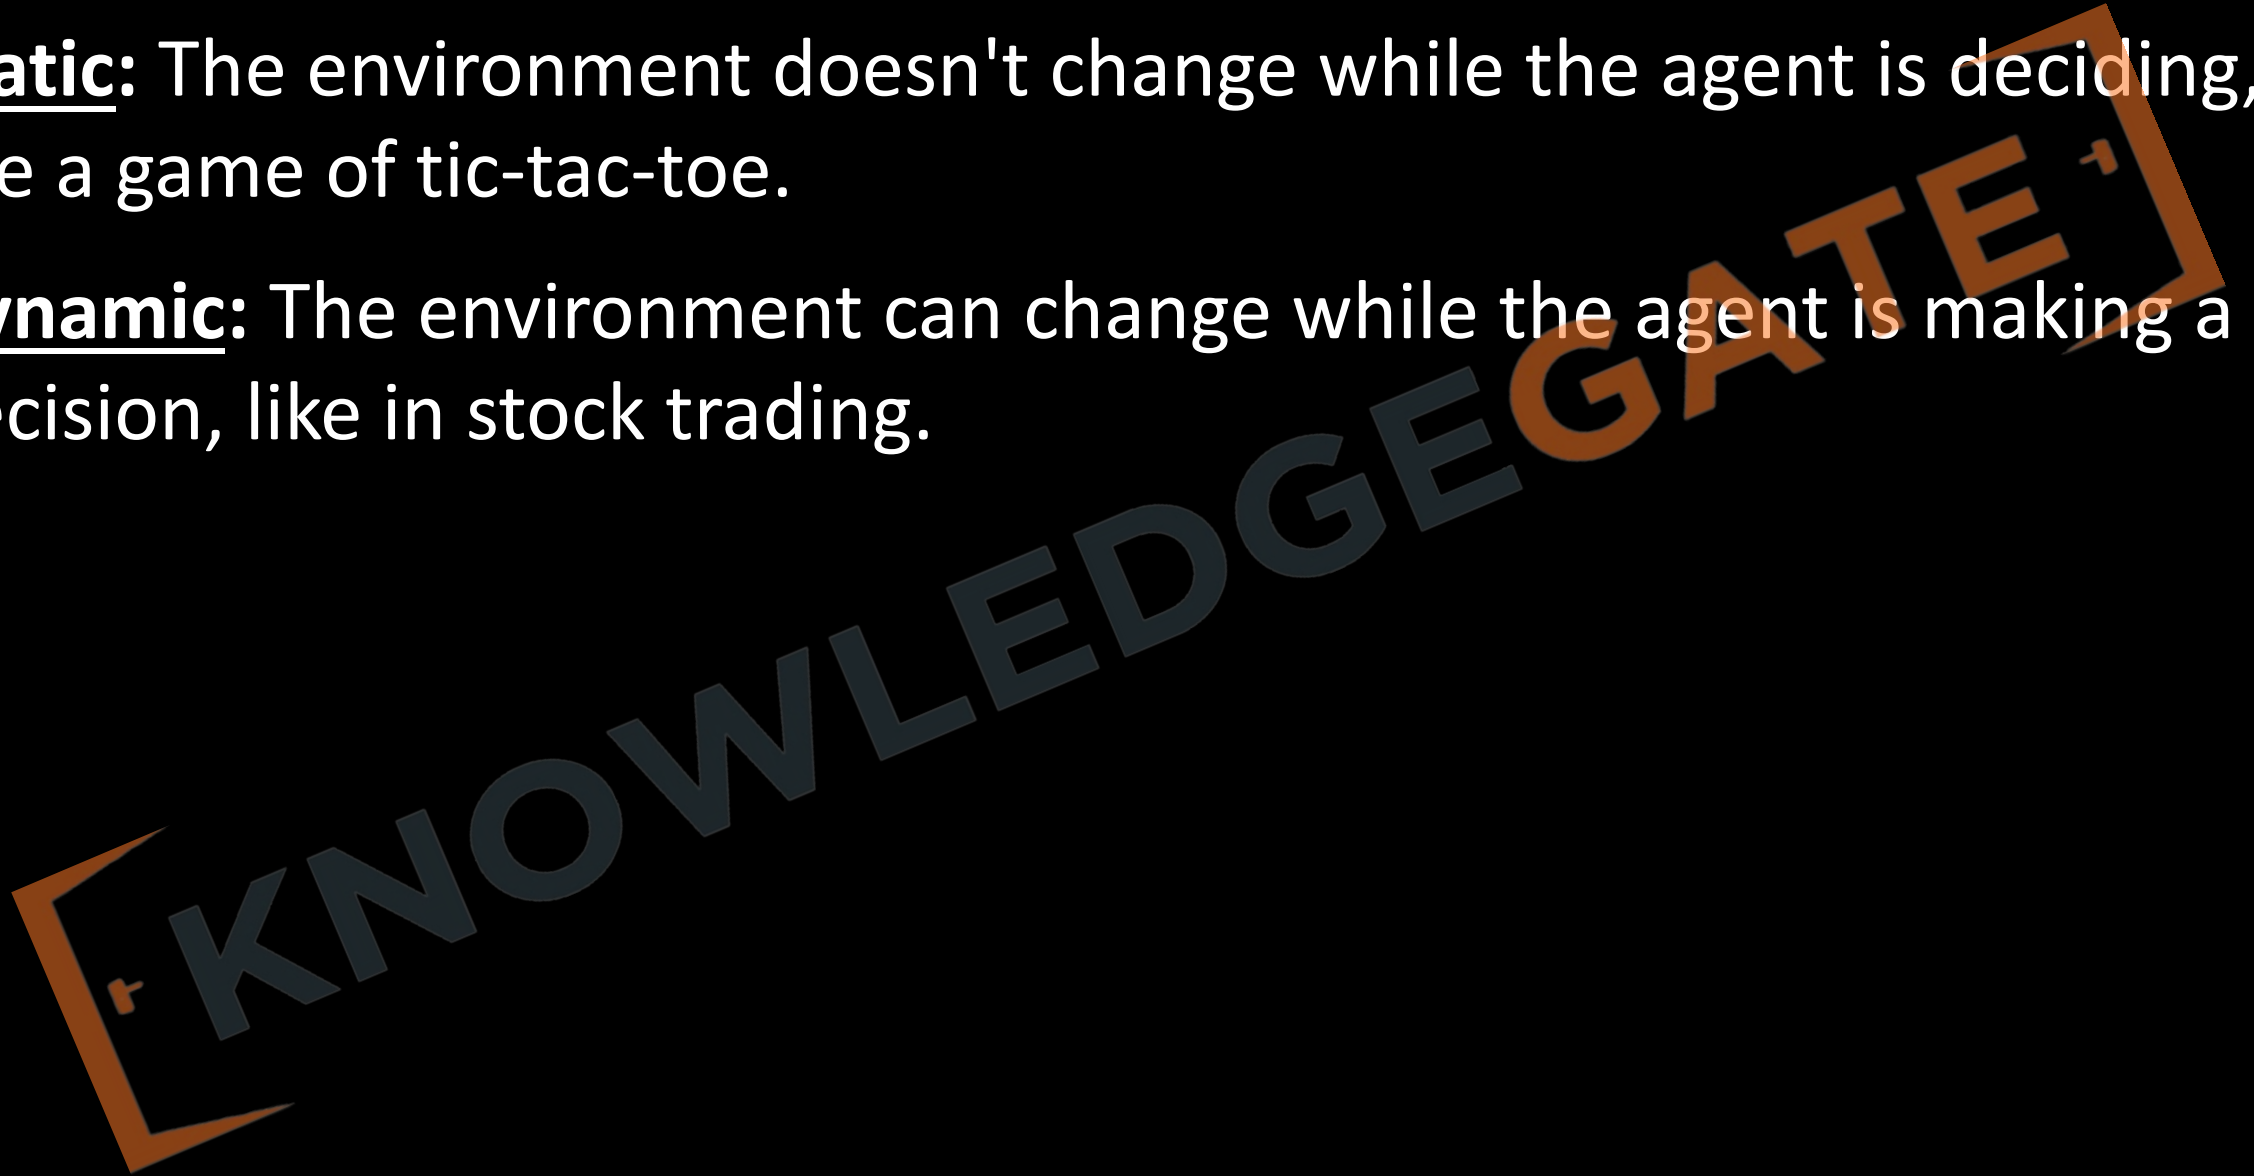 atic: The environment doesn't change while the agent is deciding,
e a game of tic-tac-toe.
ynamic: The environment can change while the agent is making a
ecision, like in stock trading.
KNOWLEDGEGATE